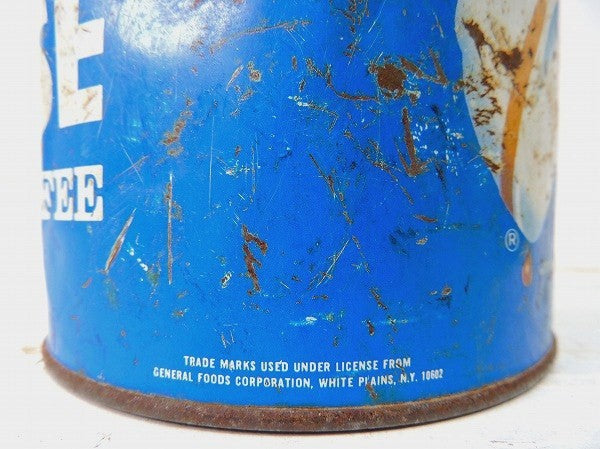 FEE
®
TRADE MARKS USED UNDER LICENSE FROM
GENERAL FOODS CORPORATION, WHITE PLAINS, N.Y. 10602